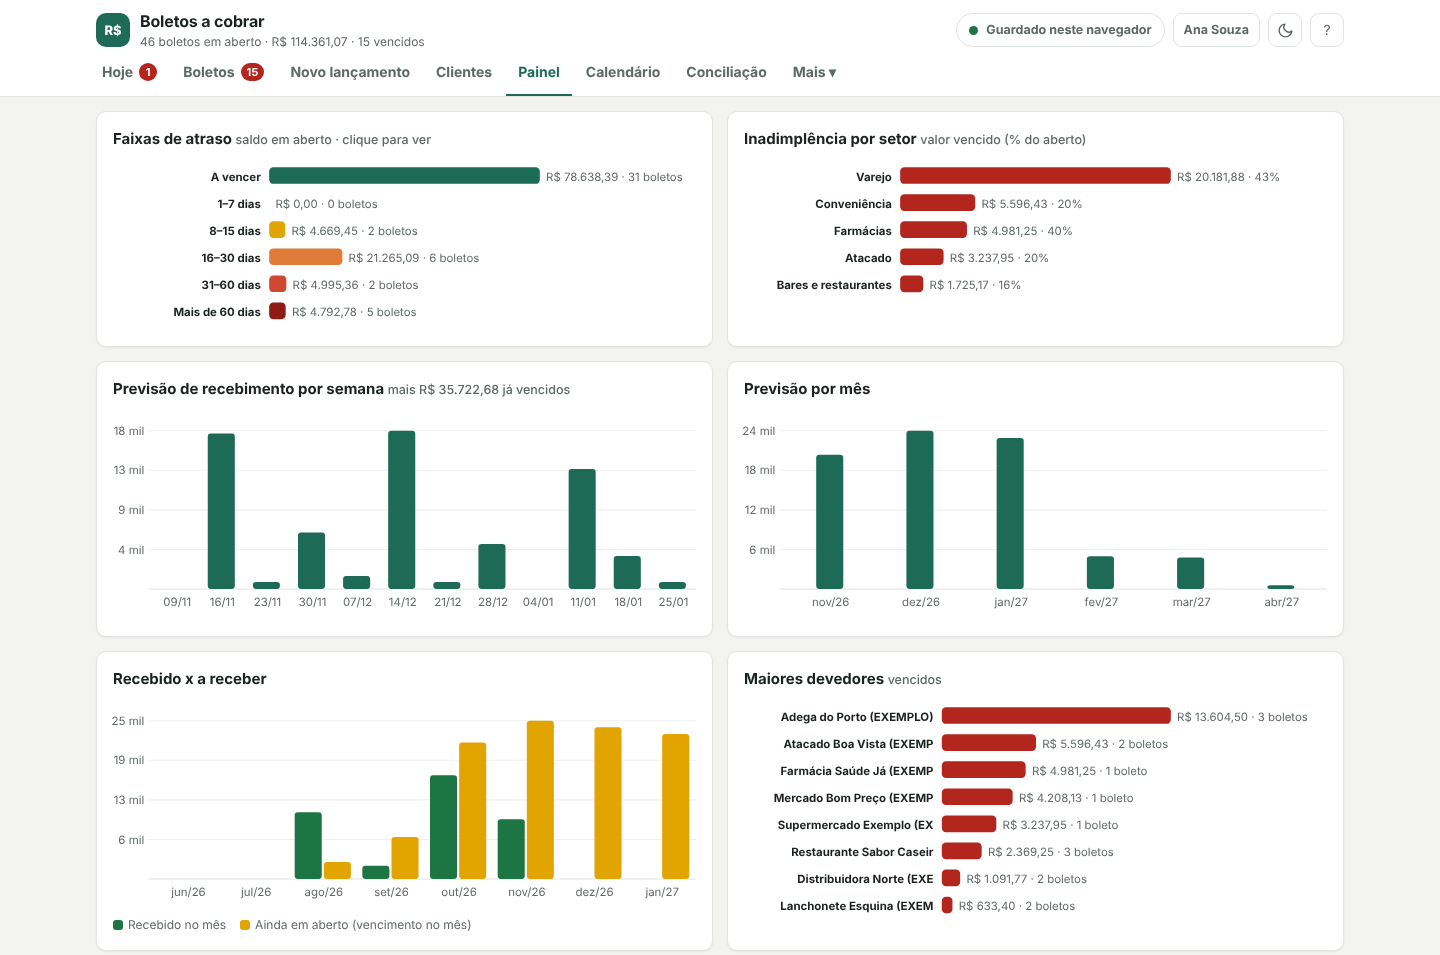 R$
Boletos a cobrar
46 boletos em aberto · R$ 114.361,07 · 15 vencidos
Guardado neste navegador
Ana Souza
?
Hoje 1
Boletos 15
Novo lançamento
Clientes
Painel
Calendário
Conciliação
Mais ▾
Faixas de atraso saldo em aberto · clique para ver
A vencer R$ 78.638,39 · 31 boletos
1–7 dias R$ 0,00 · 0 boletos
8–15 dias R$ 4.669,45 · 2 boletos
16–30 dias R$ 21.265,09 · 6 boletos
31–60 dias R$ 4.995,36 · 2 boletos
Mais de 60 dias R$ 4.792,78 · 5 boletos
Inadimplência por setor valor vencido (% do aberto)
Varejo R$ 20.181,88 · 43%
Conveniência R$ 5.596,43 · 20%
Farmácias R$ 4.981,25 · 40%
Atacado R$ 3.237,95 · 20%
Bares e restaurantes R$ 1.725,17 · 16%
Previsão de recebimento por semana mais R$ 35.722,68 já vencidos
18 mil
13 mil
9 mil
4 mil
09/11 16/11 23/11 30/11 07/12 14/12 21/12 28/12 04/01 11/01 18/01 25/01
Previsão por mês
24 mil
18 mil
12 mil
6 mil
nov/26 dez/26 jan/27 fev/27 mar/27 abr/27
Recebido x a receber
25 mil
19 mil
13 mil
6 mil
jun/26 jul/26 ago/26 set/26 out/26 nov/26 dez/26 jan/27
Recebido no mês Ainda em aberto (vencimento no mês)
Maiores devedores vencidos
Adega do Porto (EXEMPLO) R$ 13.604,50 · 3 boletos
Atacado Boa Vista (EXEMP R$ 5.596,43 · 2 boletos
Farmácia Saúde Já (EXEMP R$ 4.981,25 · 1 boleto
Mercado Bom Preço (EXEMP R$ 4.208,13 · 1 boleto
Supermercado Exemplo (EX R$ 3.237,95 · 1 boleto
Restaurante Sabor Caseir R$ 2.369,25 · 3 boletos
Distribuidora Norte (EXE R$ 1.091,77 · 2 boletos
Lanchonete Esquina (EXEM R$ 633,40 · 2 boletos